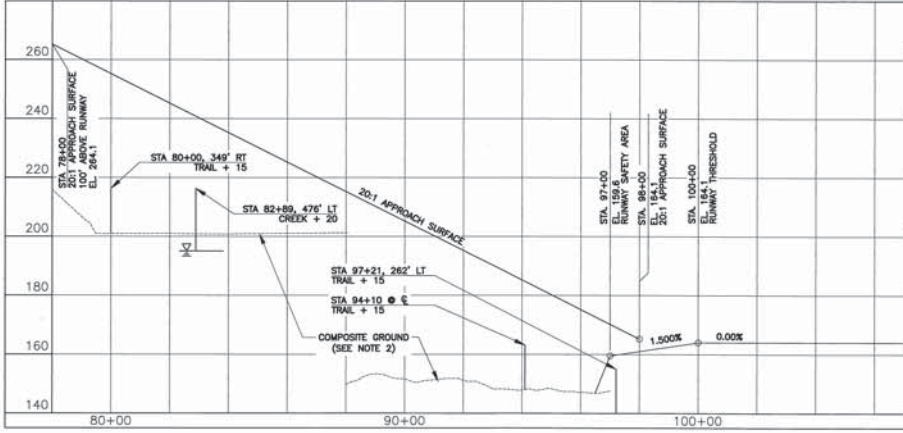 260
240
220
200
180
160
140
80+00
90+00
100+00
STA 78+00
20:1 APPROACH SURFACE
100' ABOVE RUNWAY
EL 264.1
STA 80+00, 349' RT
TRAIL + 15
STA 82+89, 476' LT
CREEK + 20
20:1 APPROACH SURFACE
STA 97+21, 262' LT
TRAIL + 15
STA 94+10 @ ℄
TRAIL + 15
COMPOSITE GROUND
(SEE NOTE 2)
STA. 97+00
EL 159.6
RUNWAY SAFETY AREA
STA. 98+00
EL 164.1
20:1 APPROACH SURFACE
STA. 100+00
EL 164.1
RUNWAY THRESHOLD
1.500%
0.00%